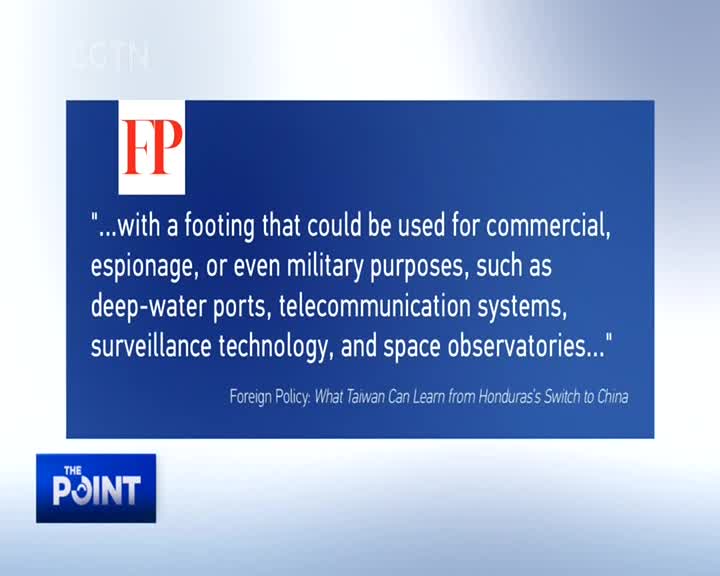 CGTN
FP
"...with a footing that could be used for commercial,
espionage, or even military purposes, such as
deep-water ports, telecommunication systems,
surveillance technology, and space observatories..."
Foreign Policy: What Taiwan Can Learn from Honduras's Switch to China
THE
POINT